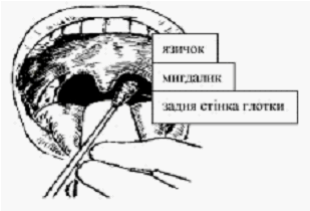 язичок
мигдалик
задня стінка глотки